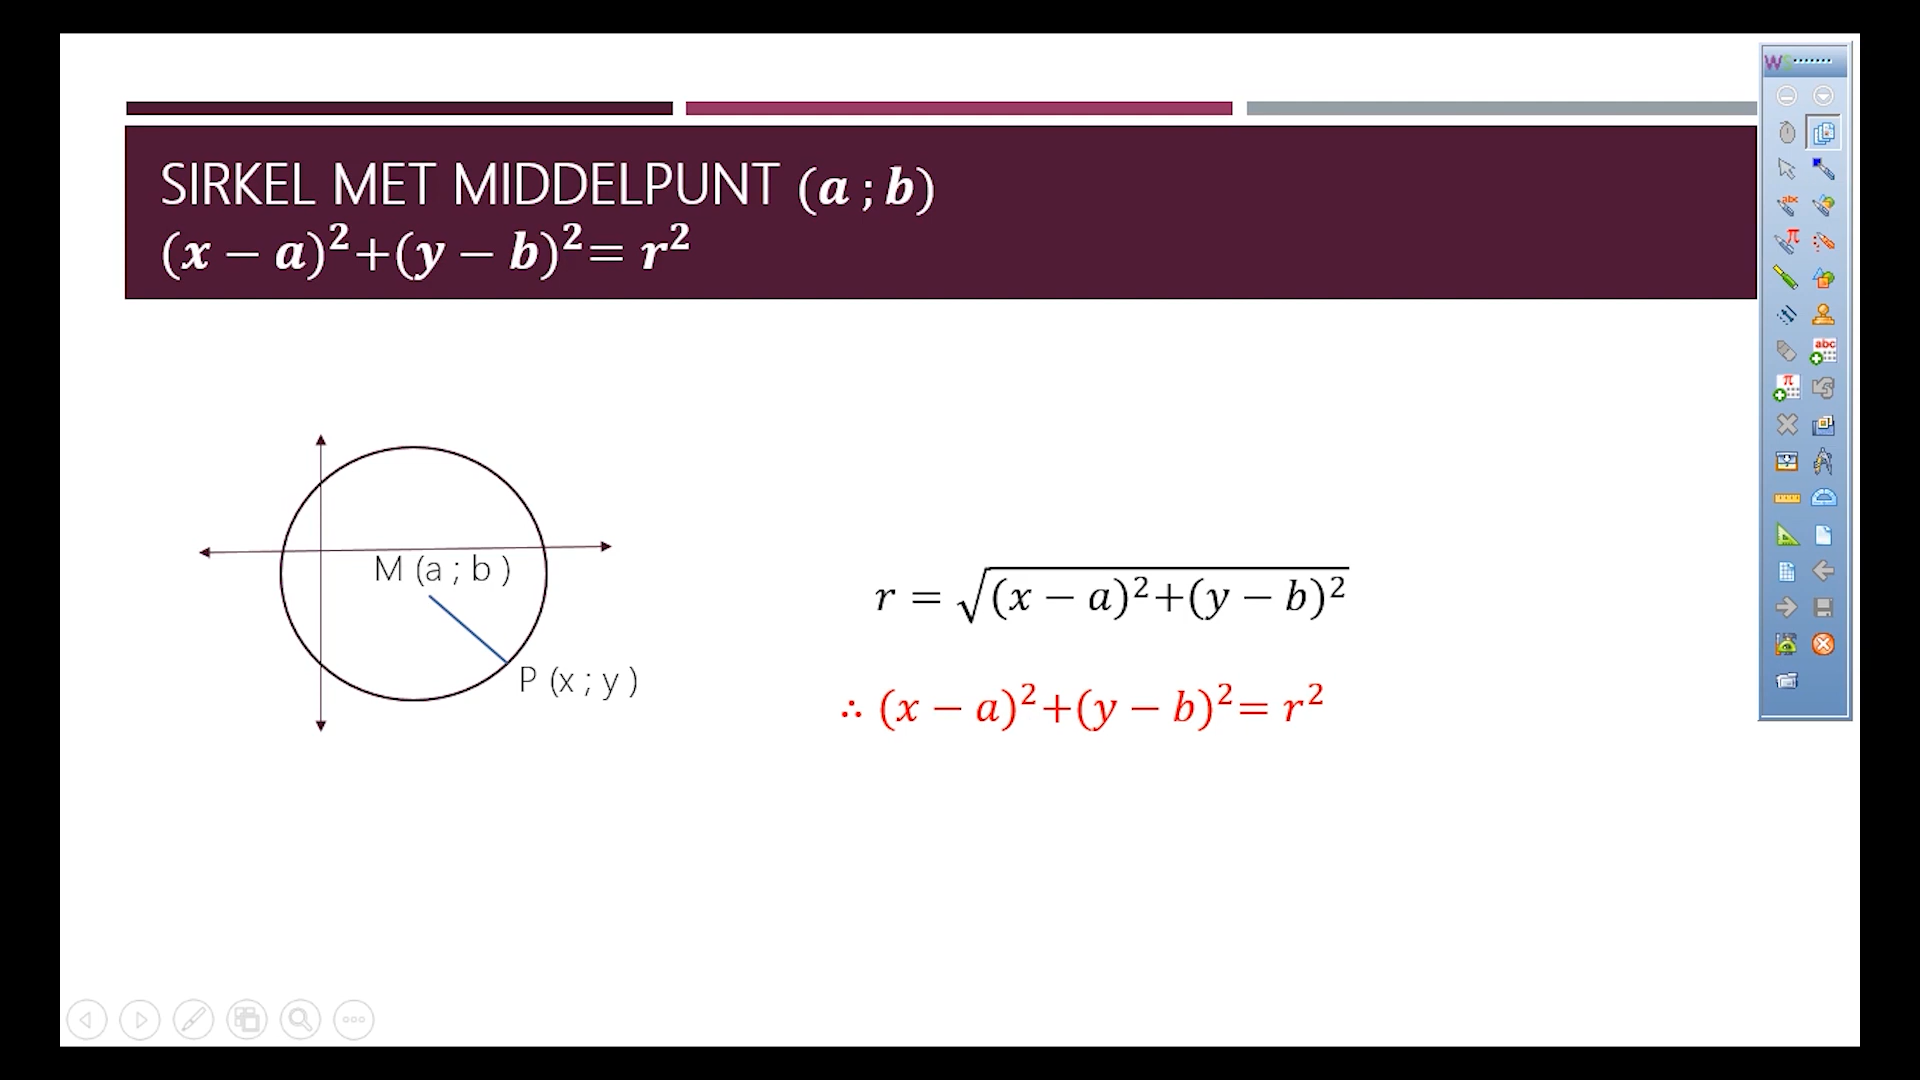 SIRKEL MET MIDDELPUNT (a ; b)
(x − a)²+(y − b)²= r²
M (a ; b )
P (x ; y )
r = √(x − a)²+(y − b)²
∴ (x − a)²+(y − b)²= r²